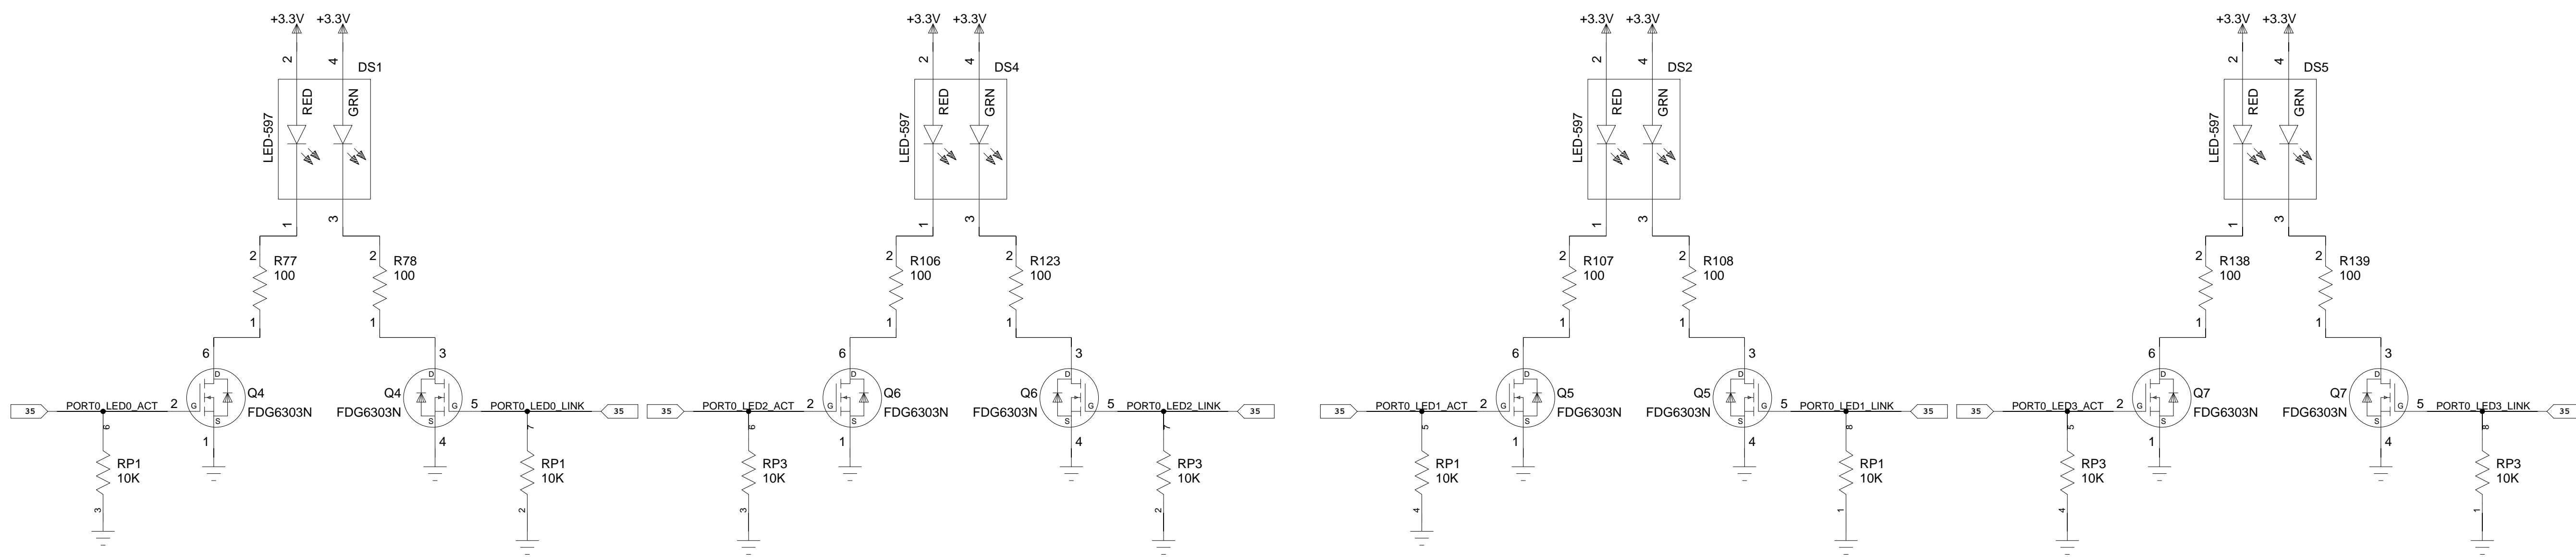 +3.3V +3.3V
2 4 DS1
RED GRN
LED-597
1 3
2 R77 100 1
2 R78 100 1
6 3
35 PORT0_LED0_ACT 2 G D S Q4 FDG6303N
Q4 FDG6303N D G S 5 PORT0_LED0_LINK 35
1 4
6 RP1 10K 3
7 RP1 10K 2
+3.3V +3.3V
2 4 DS4
RED GRN
LED-597
1 3
2 R106 100 1
2 R123 100 1
6 3
35 PORT0_LED2_ACT 2 G D S Q6 FDG6303N
Q6 FDG6303N D G S 5 PORT0_LED2_LINK 35
1 4
6 RP3 10K 3
7 RP3 10K 2
+3.3V +3.3V
2 4 DS2
RED GRN
LED-597
1 3
2 R107 100 1
2 R108 100 1
6 3
35 PORT0_LED1_ACT 2 G D S Q5 FDG6303N
Q5 FDG6303N D G S 5 PORT0_LED1_LINK 35
1 4
5 RP1 10K 4
8 RP1 10K 1
+3.3V +3.3V
2 4 DS5
RED GRN
LED-597
1 3
2 R138 100 1
2 R139 100 1
6 3
35 PORT0_LED3_ACT 2 G D S Q7 FDG6303N
Q7 FDG6303N D G S 5 PORT0_LED3_LINK 35
1 4
5 RP3 10K 4
8 RP3 10K 1